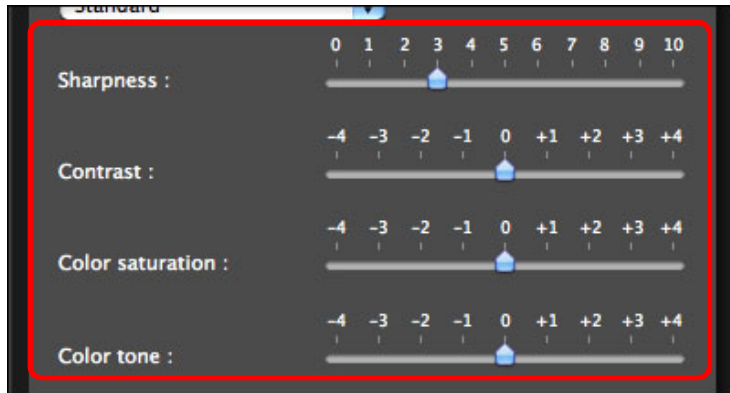 Standard
0 1 2 3 4 5 6 7 8 9 10
Sharpness :
-4 -3 -2 -1 0 +1 +2 +3 +4
Contrast :
-4 -3 -2 -1 0 +1 +2 +3 +4
Color saturation :
-4 -3 -2 -1 0 +1 +2 +3 +4
Color tone :